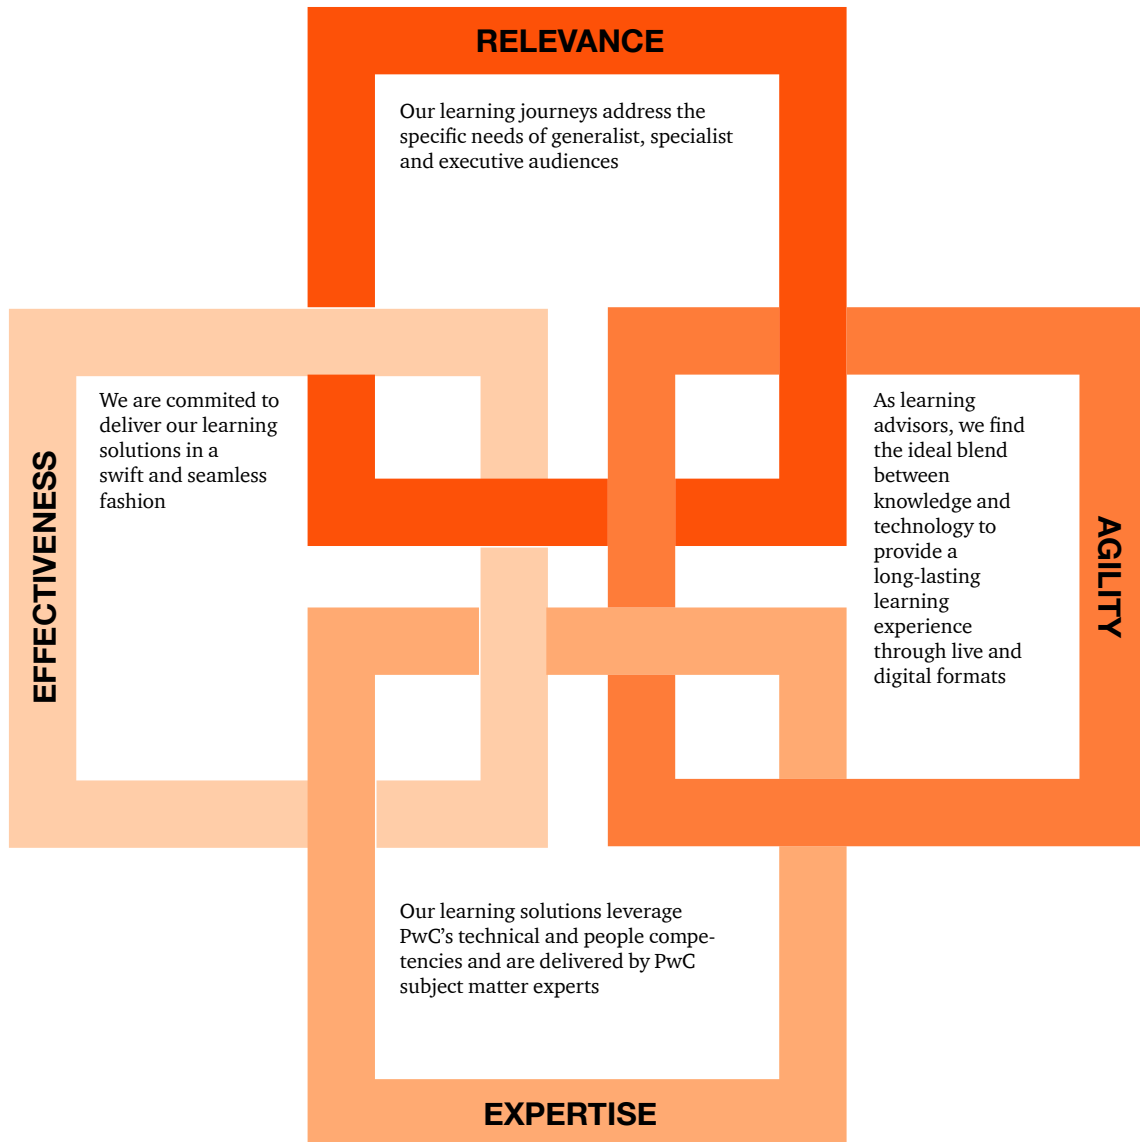 RELEVANCE
Our learning journeys address the
specific needs of generalist, specialist
and executive audiences
EFFECTIVENESS
We are commited to
deliver our learning
solutions in a
swift and seamless
fashion
As learning
advisors, we find
the ideal blend
between
knowledge and
technology to
provide a
long-lasting
learning
experience
through live and
digital formats
AGILITY
Our learning solutions leverage
PwC’s technical and people compe-
tencies and are delivered by PwC
subject matter experts
EXPERTISE